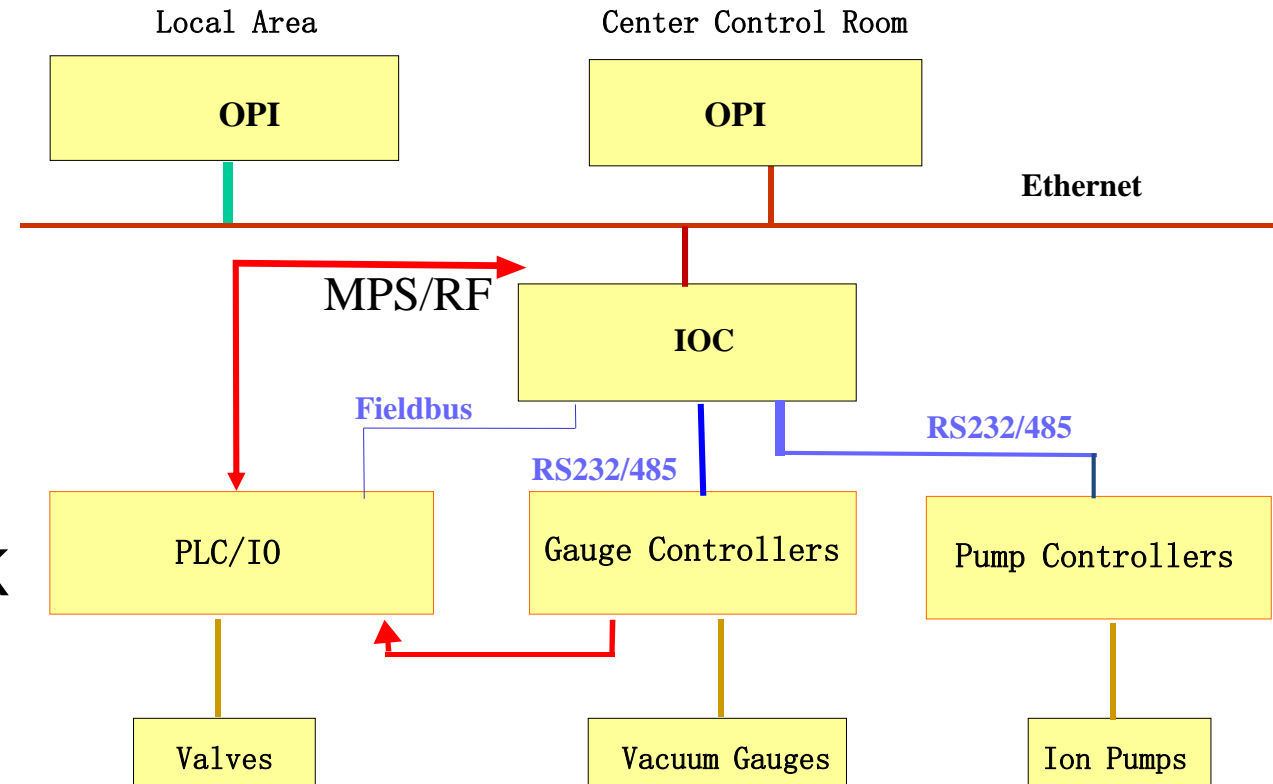 Local Area
Center Control Room
OPI
OPI
Ethernet
MPS/RF
IOC
Fieldbus
RS232/485
RS232/485
PLC/IO
Gauge Controllers
Pump Controllers
Valves
Vacuum Gauges
Ion Pumps